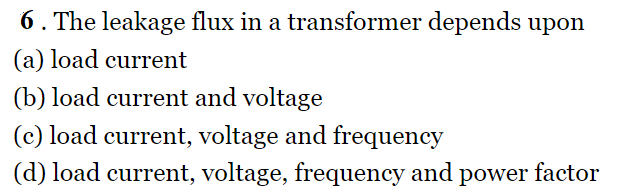 6 . The leakage flux in a transformer depends upon
(a) load current
(b) load current and voltage
(c) load current, voltage and frequency
(d) load current, voltage, frequency and power factor